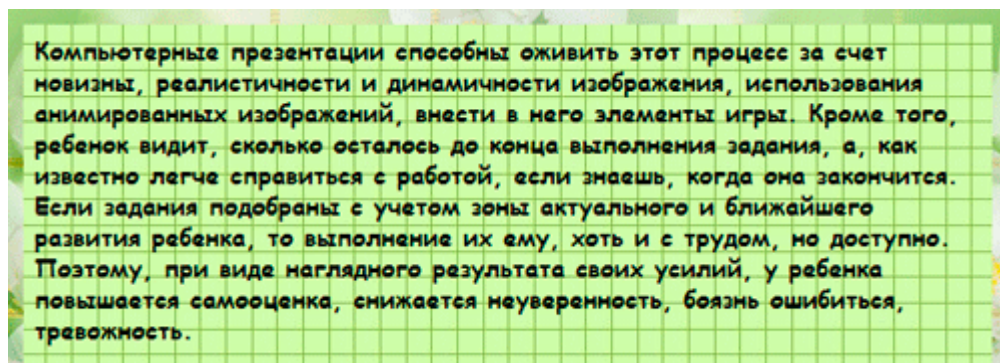 Компьютерные презентации способны оживить этот процесс за счет
новизны, реалистичности и динамичности изображения, использования
анимированных изображений, внести в него элементы игры. Кроме того,
ребенок видит, сколько осталось до конца выполнения задания, а, как
известно легче справиться с работой, если знаешь, когда она закончится.
Если задания подобраны с учетом зоны актуального и ближайшего
развития ребенка, то выполнение их ему, хоть и с трудом, но доступно.
Поэтому, при виде наглядного результата своих усилий, у ребенка
повышается самооценка, снижается неуверенность, боязнь ошибиться,
тревожность.